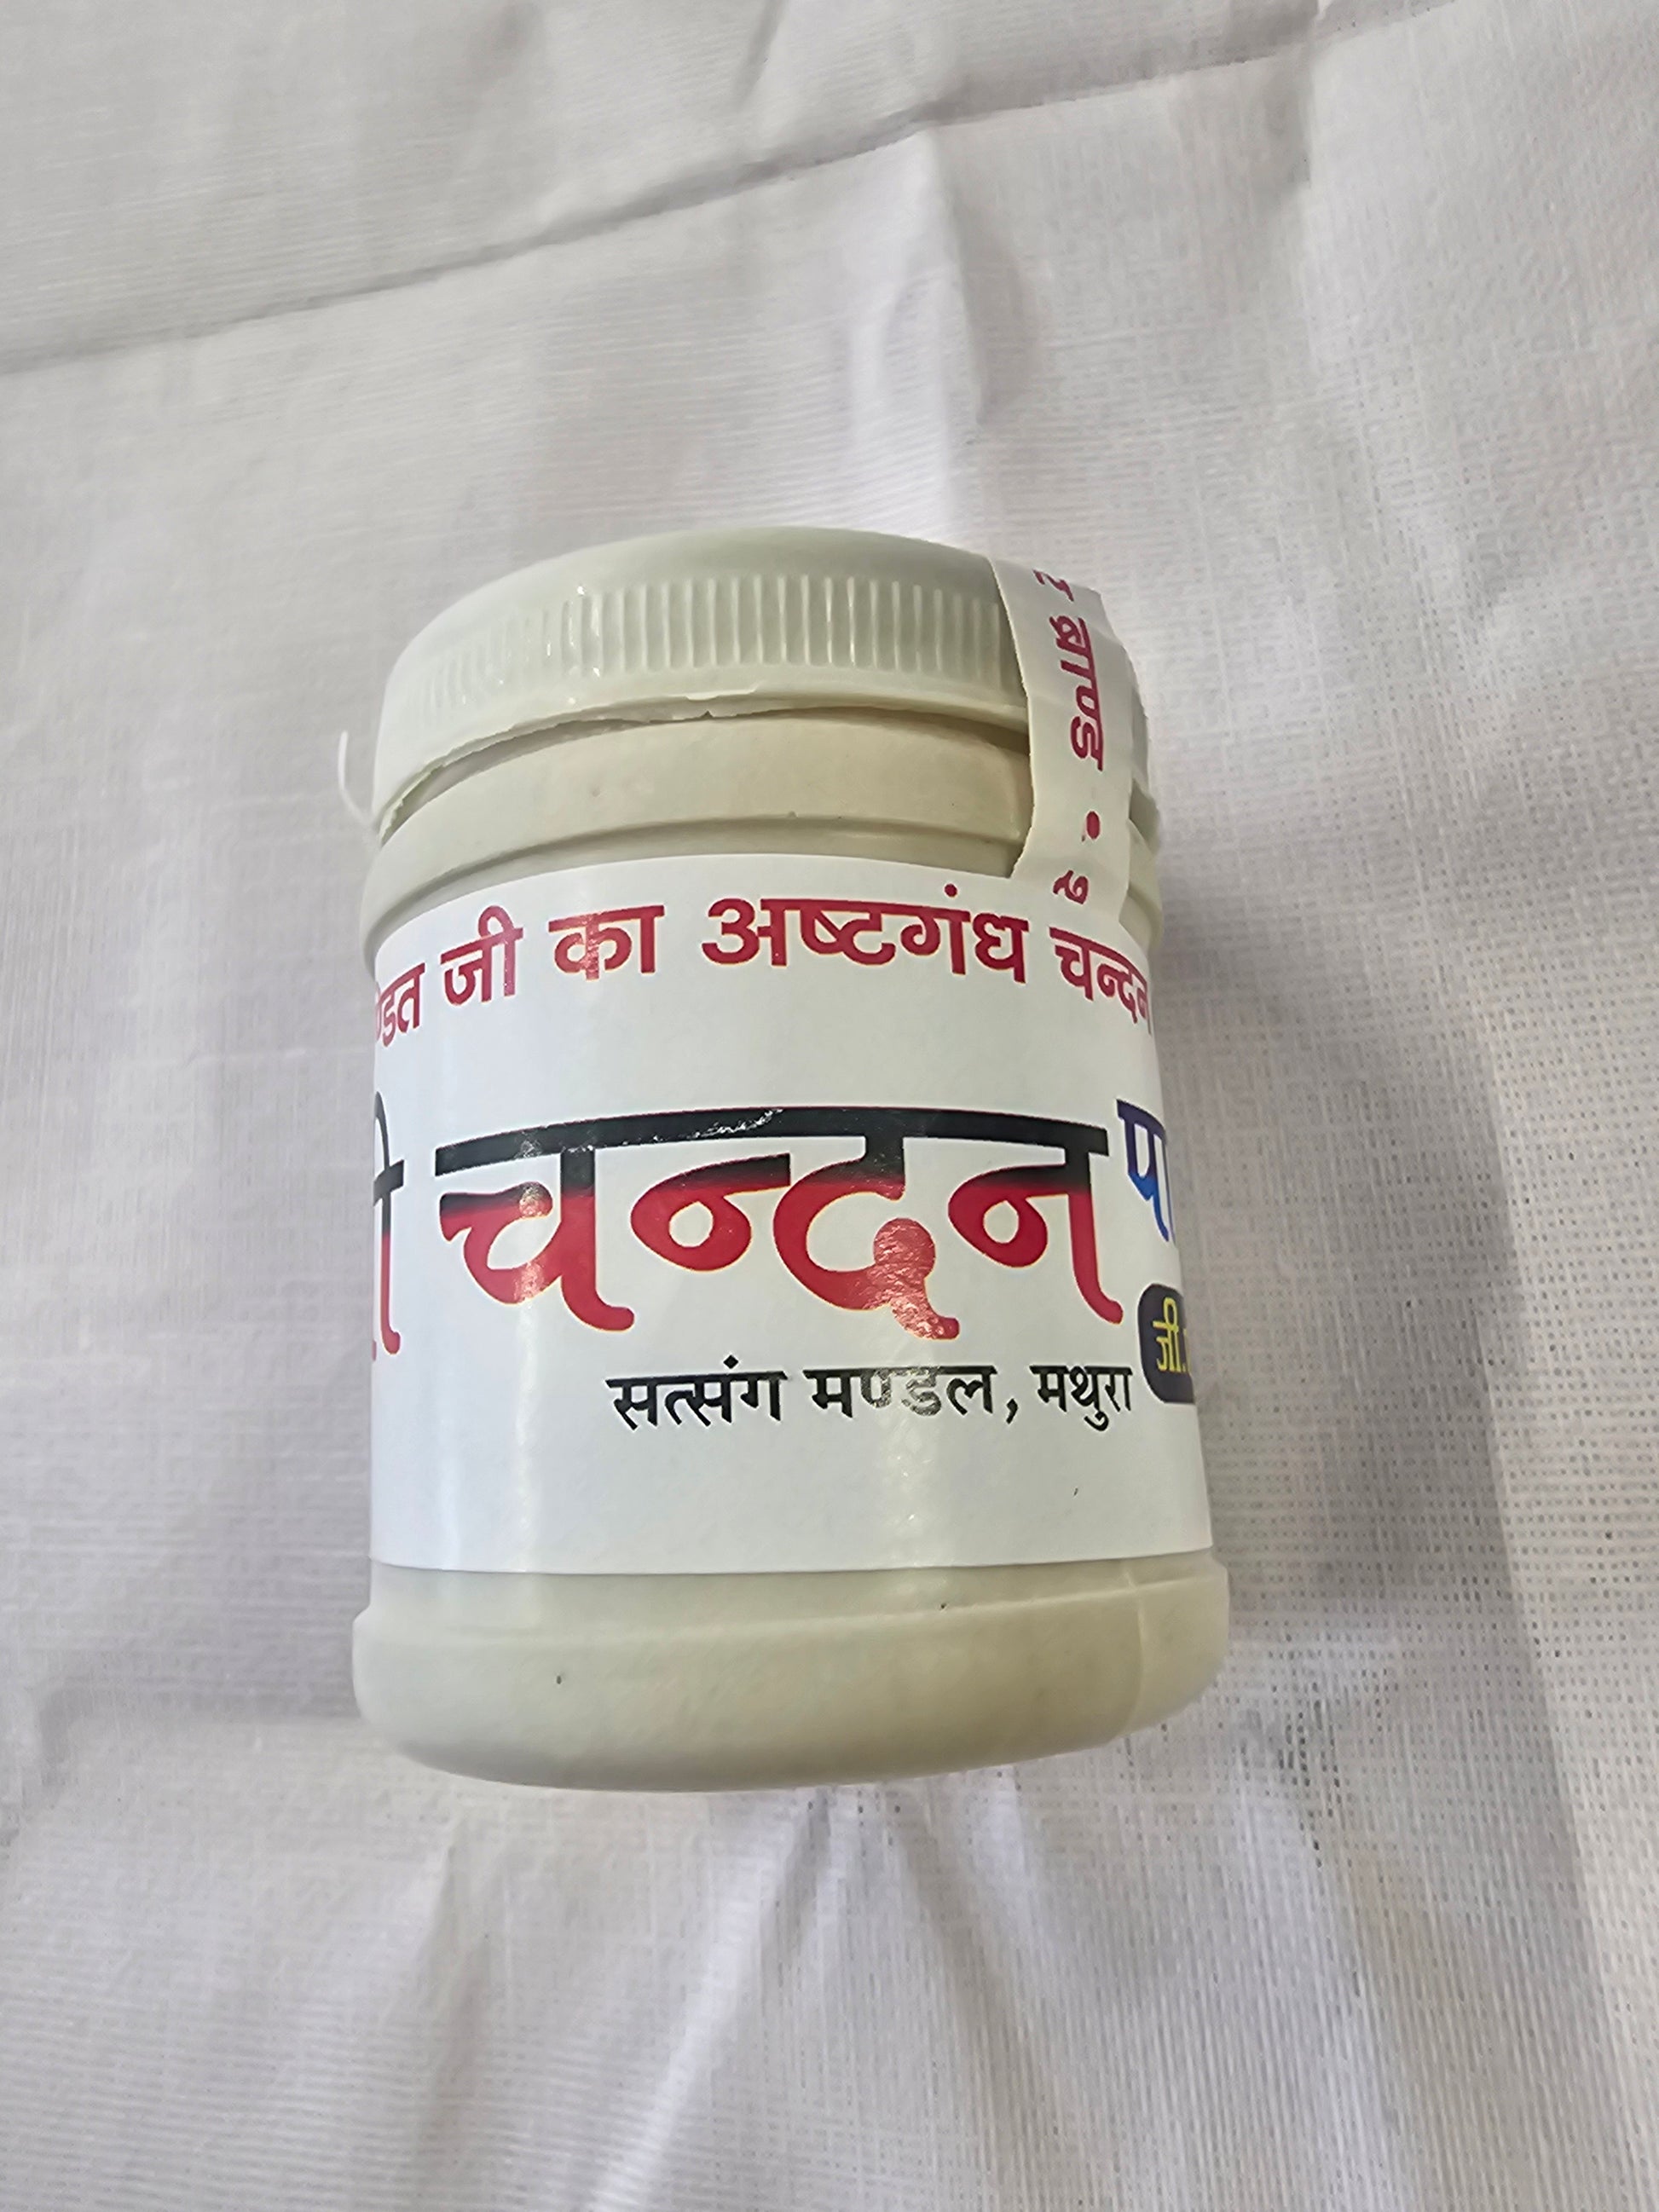 ब्राण्ड •
जी का अष्टगंध चन्दन
चन्दन
सत्संग मण्डल, मथुरा
जी.